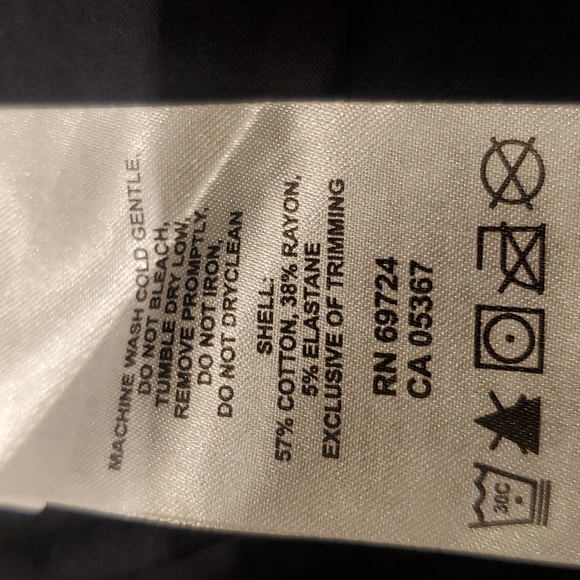 MACHINE WASH COLD GENTLE,
DO NOT BLEACH,
TUMBLE DRY LOW,
REMOVE PROMPTLY,
DO NOT IRON,
DO NOT DRYCLEAN
SHELL:
57% COTTON, 38% RAYON,
5% ELASTANE
EXCLUSIVE OF TRIMMING
RN 69724
CA 05367
30C